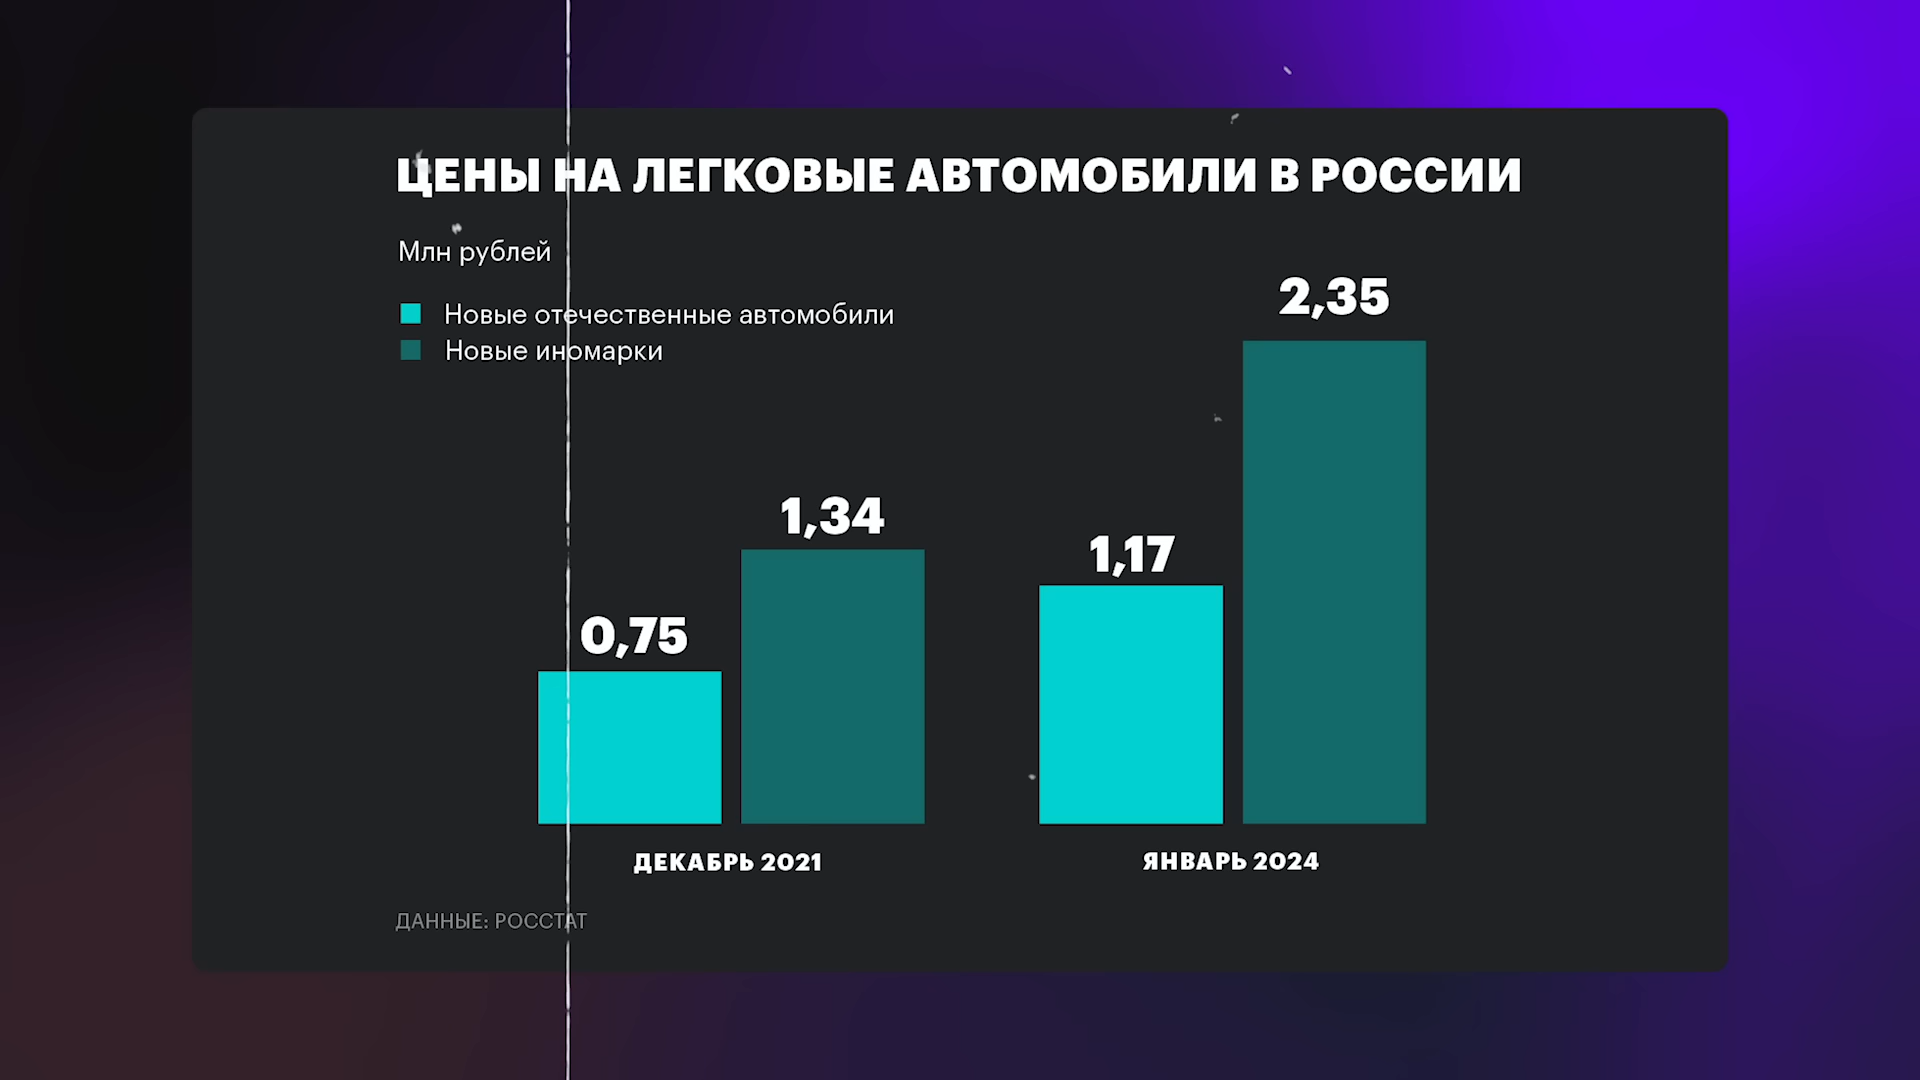 ЦЕНЫ НА ЛЕГКОВЫЕ АВТОМОБИЛИ В РОССИИ
Млн рублей
Новые отечественные автомобили
Новые иномарки
2,35
1,34
1,17
0,75
ДЕКАБРЬ 2021
ЯНВАРЬ 2024
ДАННЫЕ: РОССТАТ